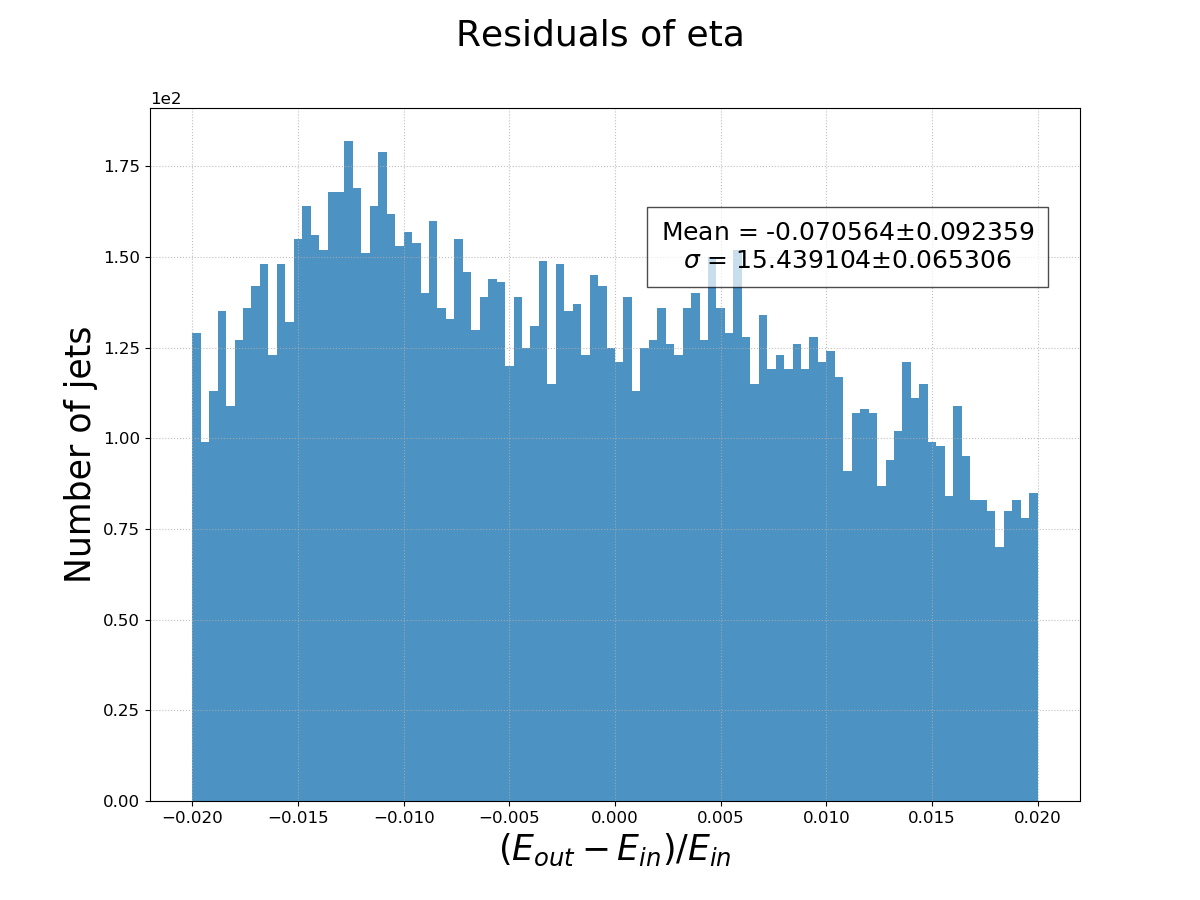 Residuals of eta
1e2
1.75
1.50
1.25
1.00
0.75
0.50
0.25
0.00
Number of jets
Mean = -0.070564±0.092359
σ = 15.439104±0.065306
−0.020 −0.015 −0.010 −0.005 0.000 0.005 0.010 0.015 0.020
(E_out − E_in)/E_in